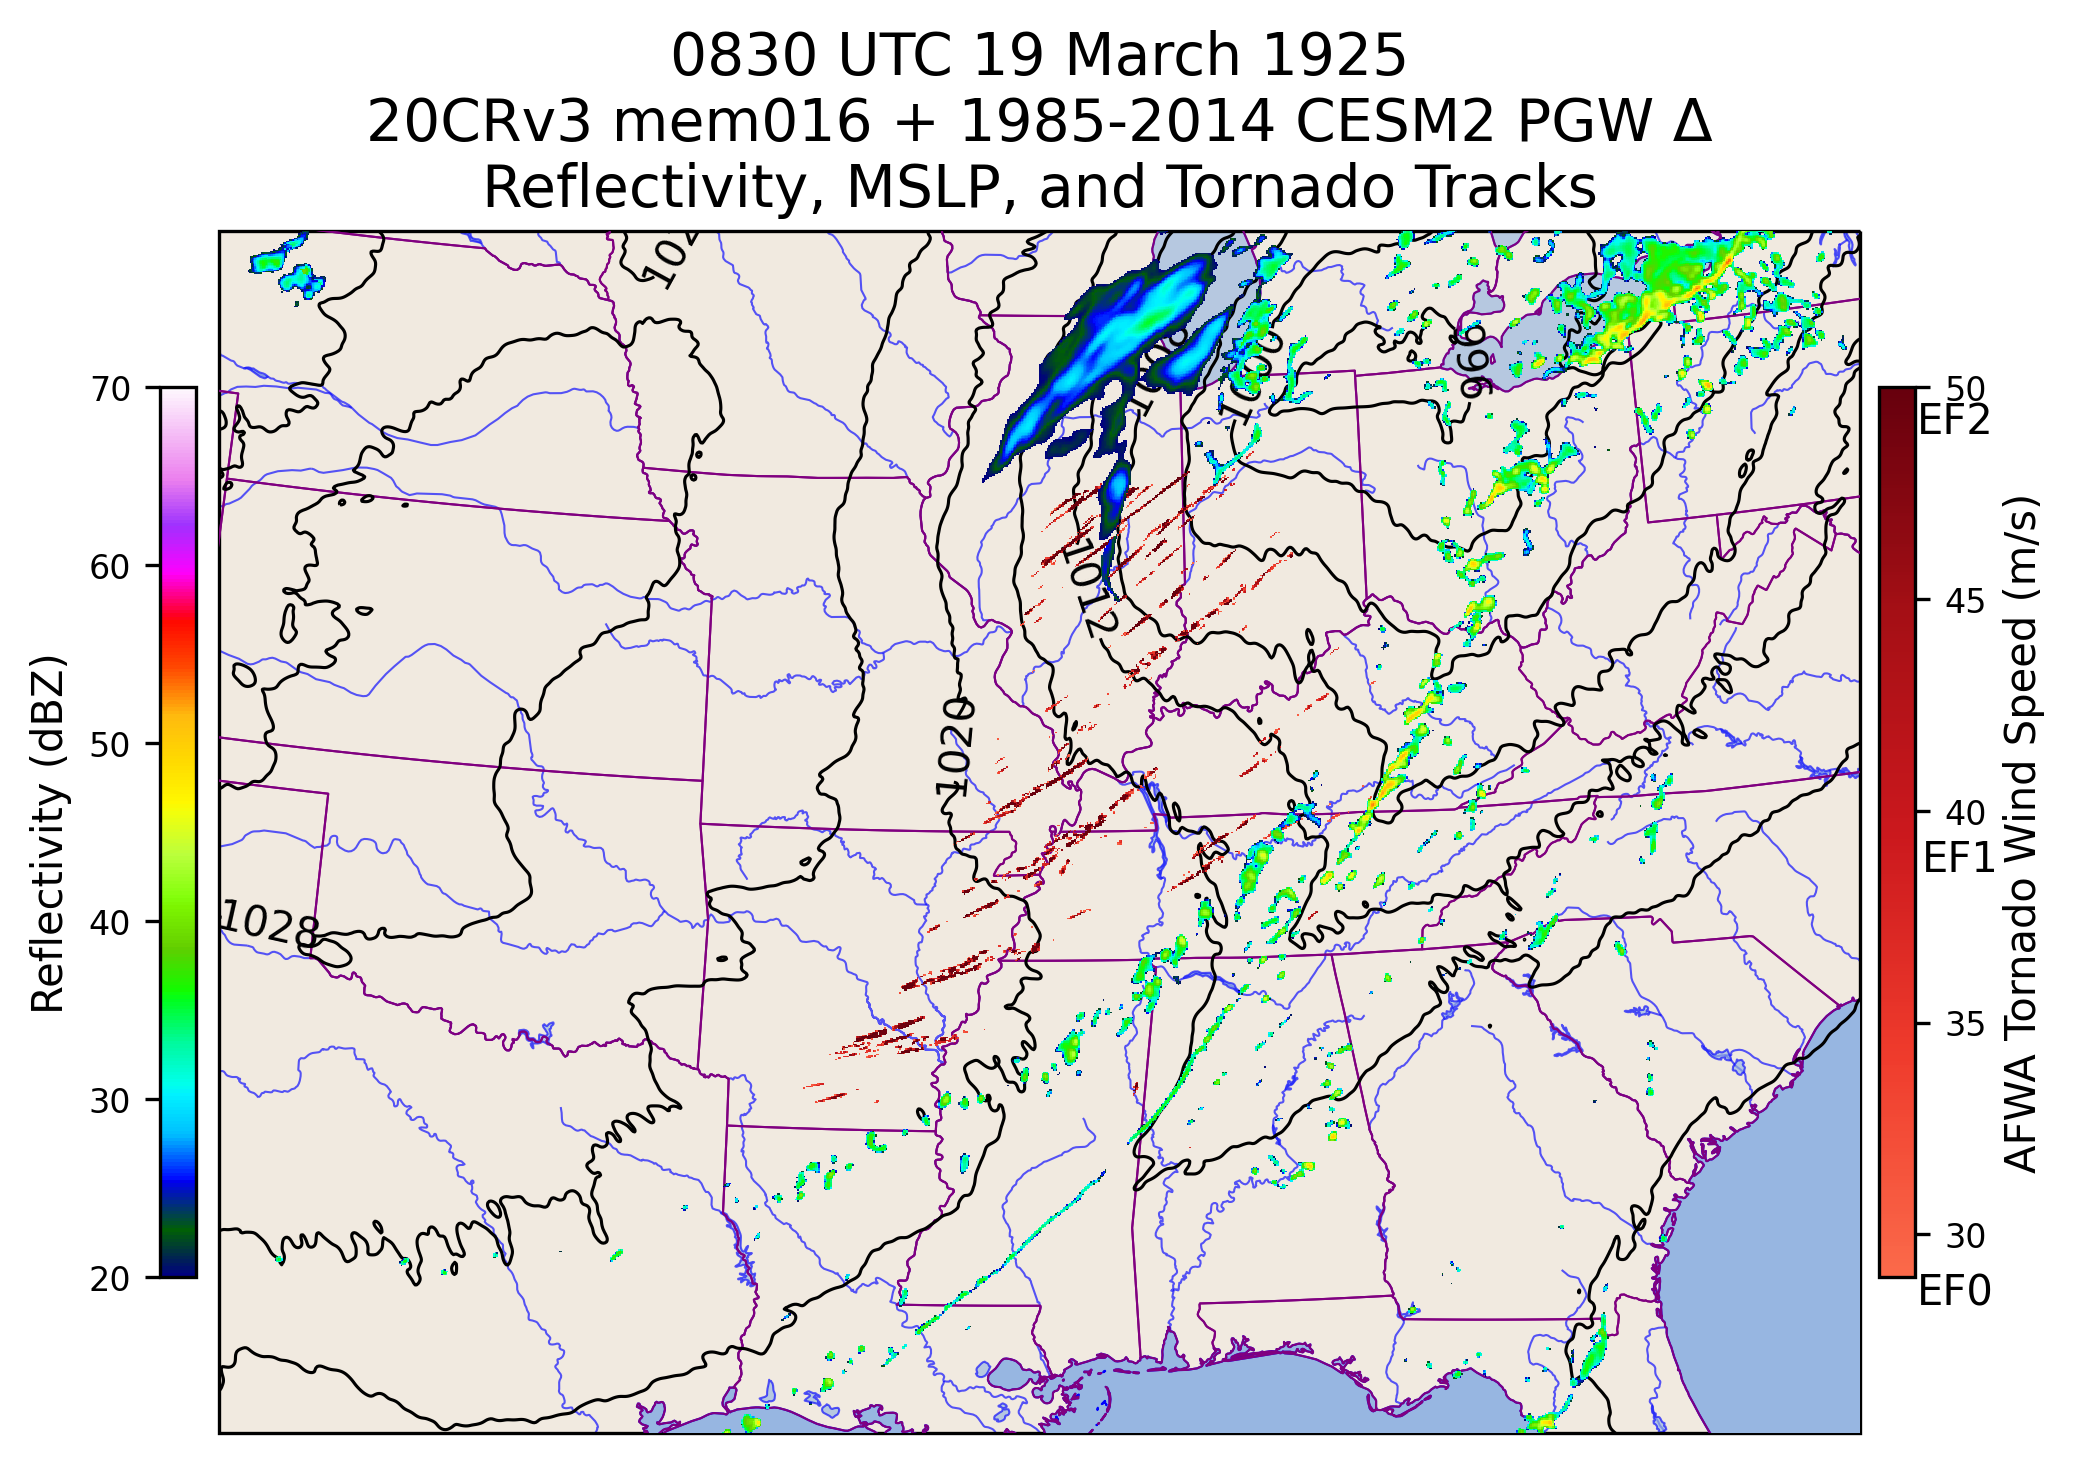 0830 UTC 19 March 1925
20CRv3 mem016 + 1985-2014 CESM2 PGW Δ
Reflectivity, MSLP, and Tornado Tracks
Reflectivity (dBZ)
70
60
50
40
30
20
1000
996
1012
1020
1028
50
EF2
45
40
EF1
35
30
EF0
AFWA Tornado Wind Speed (m/s)